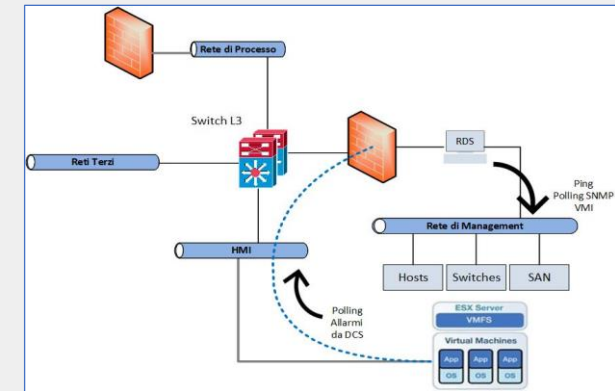 Rete di Processo
Switch L3
RDS
Reti Terzi
Ping
Polling SNMP
VMI
Rete di Management
HMI
Hosts
Switches
SAN
Polling
Allarmi
da DCS
ESX Server
VMFS
Virtual Machines
App App App
OS OS OS